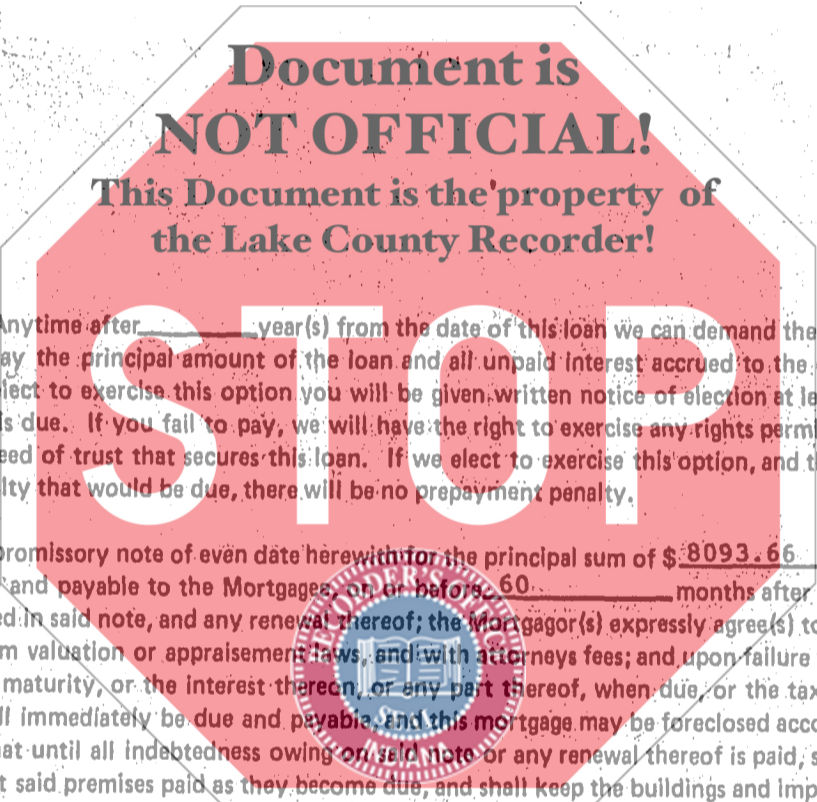 Document is
NOT OFFICIAL!
This Document is the property of
the Lake County Recorder!
STOP
Anytime after____________year(s) from the date of this loan we can demand the
ay the principal amount of the loan and all unpaid interest accrued to the
lect to exercise this option you will be given written notice of election at le
is due. If you fail to pay, we will have the right to exercise any rights permi
eed of trust that secures this loan. If we elect to exercise this option, and th
lty that would be due, there will be no prepayment penalty.
promissory note of even date herewith for the principal sum of $ 8093.66
and payable to the Mortgagee, on or before 60 months after
ed in said note, and any renewal thereof; the Mortgagor(s) expressly agree(s) to
m valuation or appraisement laws, and with attorneys fees; and upon failure
maturity, or the interest thereon, or any part thereof, when due, or the tax
ll immediately be due and payable, and this mortgage may be foreclosed acco
at until all indebtedness owing on said note or any renewal thereof is paid, s
t said premises paid as they become due, and shall keep the buildings and imp
RECORDER
SEAL
INDIANA